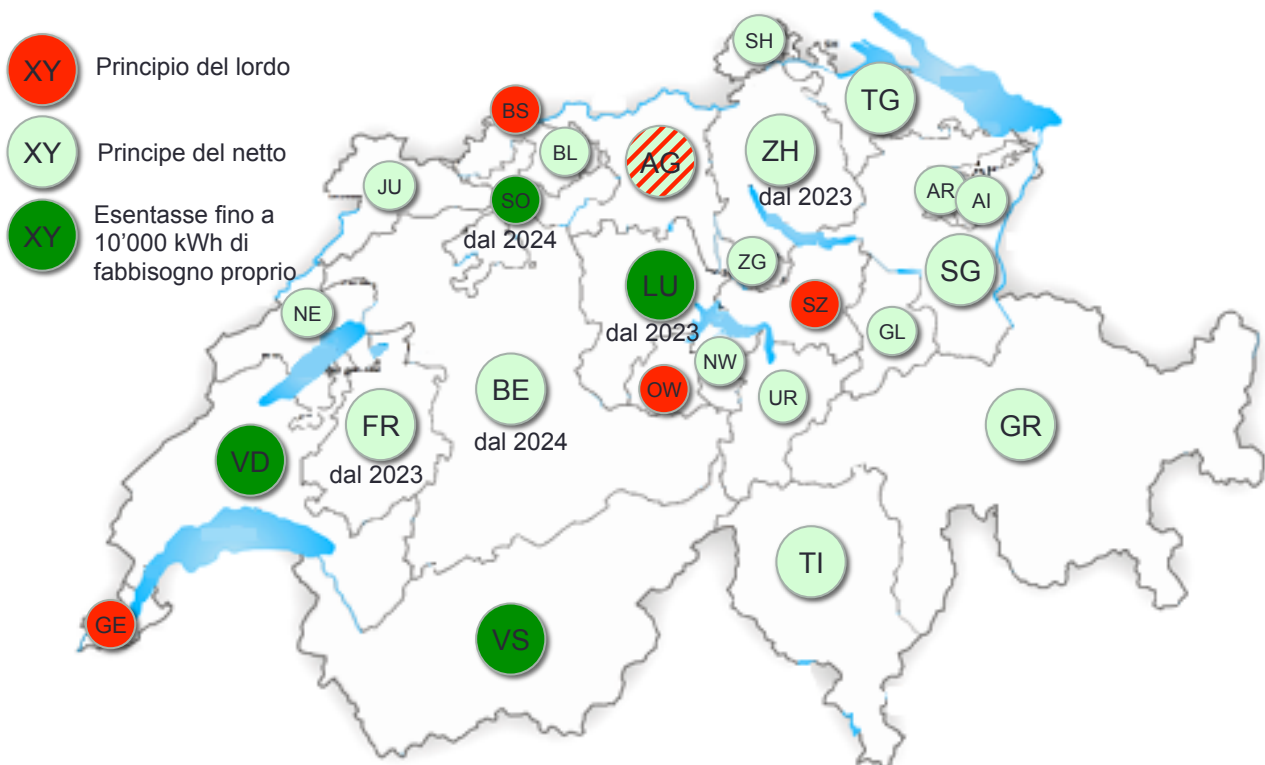 XY Principio del lordo
XY Principe del netto
XY Esentasse fino a
10’000 kWh di
fabbisogno proprio
SH
TG
BS
BL
AG
ZH
dal 2023
JU
SO
dal 2024
AR
AI
ZG
SG
LU
dal 2023
SZ
NE
GL
NW
OW
UR
BE
dal 2024
FR
dal 2023
GR
VD
TI
GE
VS